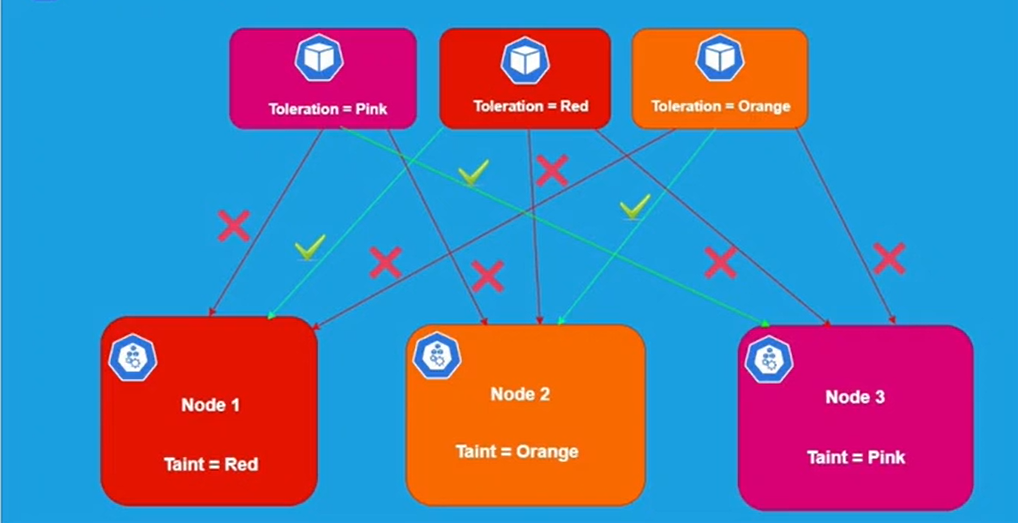 Toleration = Pink
Toleration = Red
Toleration = Orange
Node 1
Taint = Red
Node 2
Taint = Orange
Node 3
Taint = Pink